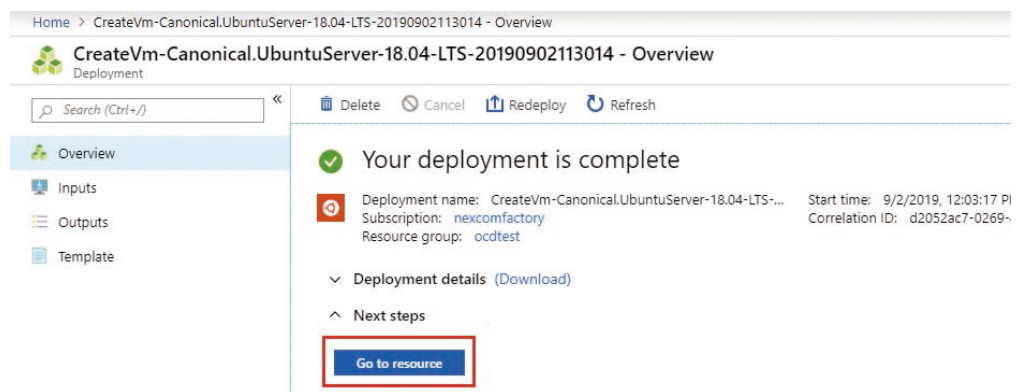 Home > CreateVm-Canonical.UbuntuServer-18.04-LTS-20190902113014 - Overview
CreateVm-Canonical.UbuntuServer-18.04-LTS-20190902113014 - Overview
Deployment
Search (Ctrl+/)
«
Delete Cancel Redeploy Refresh
Overview
Inputs
Outputs
Template
Your deployment is complete
Deployment name: CreateVm-Canonical.UbuntuServer-18.04-LTS-...
Subscription: nexcomfactory
Resource group: ocdtest
Start time: 9/2/2019, 12:03:17
Correlation ID: d2052ac7-0269-
Deployment details (Download)
Next steps
Go to resource